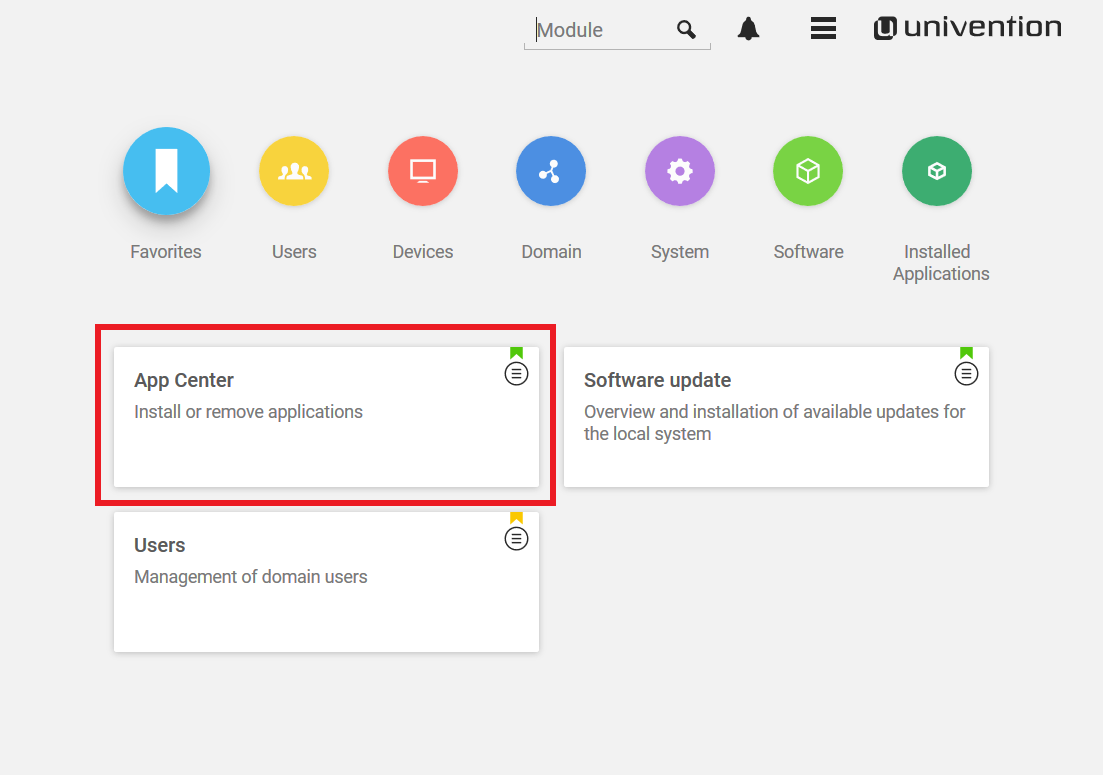 Module
univention
Favorites
Users
Devices
Domain
System
Software
Installed
Applications
App Center
Install or remove applications
Software update
Overview and installation of available updates for
the local system
Users
Management of domain users